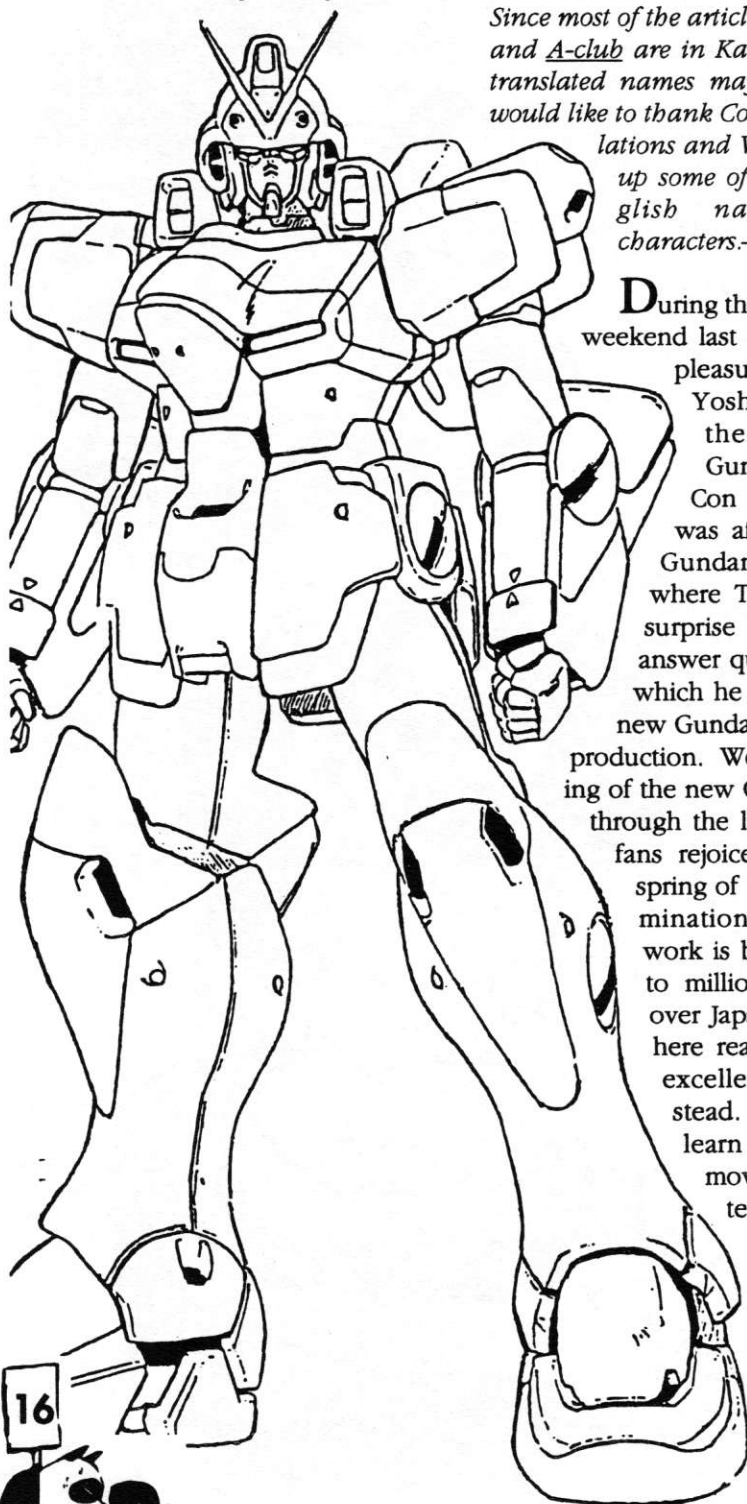 Since most of the articl
and A-club are in Ka
translated names ma
would like to thank Co
lations and V
up some of
glish na
characters.-
During th
weekend last
pleasu
Yosh
the
Gun
Con
was a
Gundar
where T
surprise
answer qu
which he
new Gunda
production. We
ing of the new
through the l
fans rejoice
spring of
mination
work is b
to millio
over Japa
here rea
excelle
stead.
learn
mov
te
16